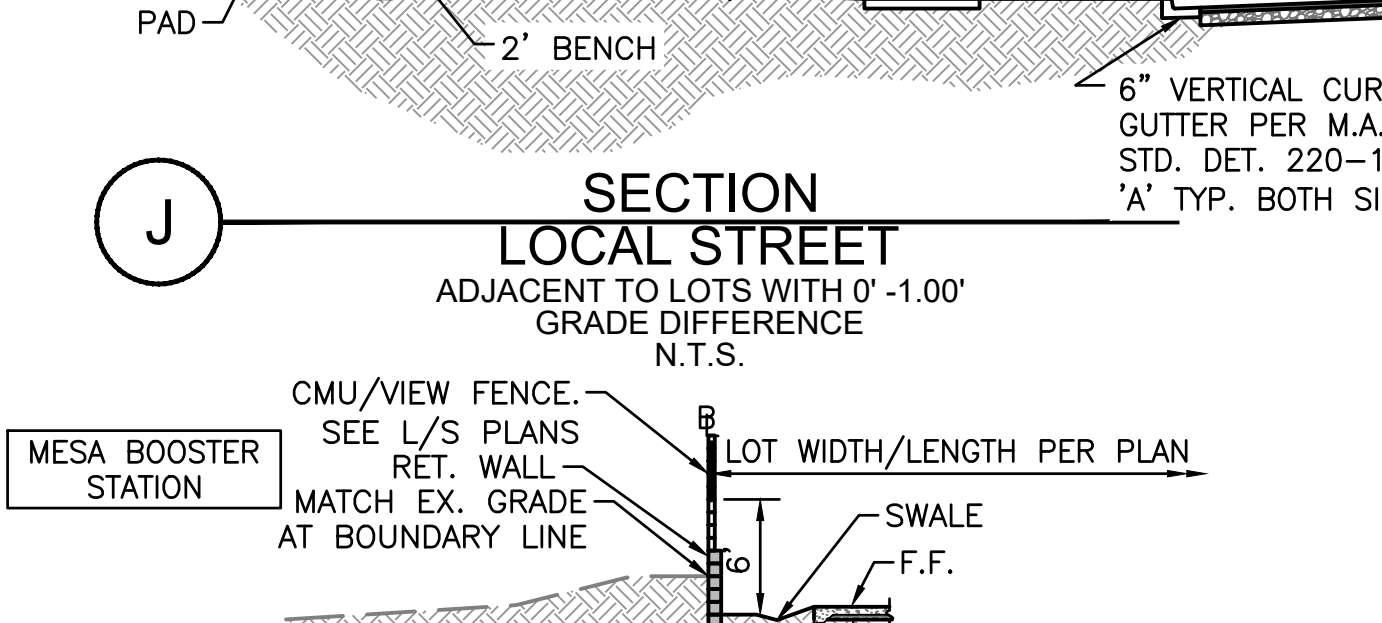 PAD
2' BENCH
6" VERTICAL CUR
GUTTER PER M.A.
STD. DET. 220-1
'A' TYP. BOTH SI
J
SECTION
LOCAL STREET
ADJACENT TO LOTS WITH 0' -1.00'
GRADE DIFFERENCE
N.T.S.
MESA BOOSTER
STATION
CMU/VIEW FENCE.
SEE L/S PLANS
RET. WALL
MATCH EX. GRADE
AT BOUNDARY LINE
B
LOT WIDTH/LENGTH PER PLAN
6'
SWALE
F.F.